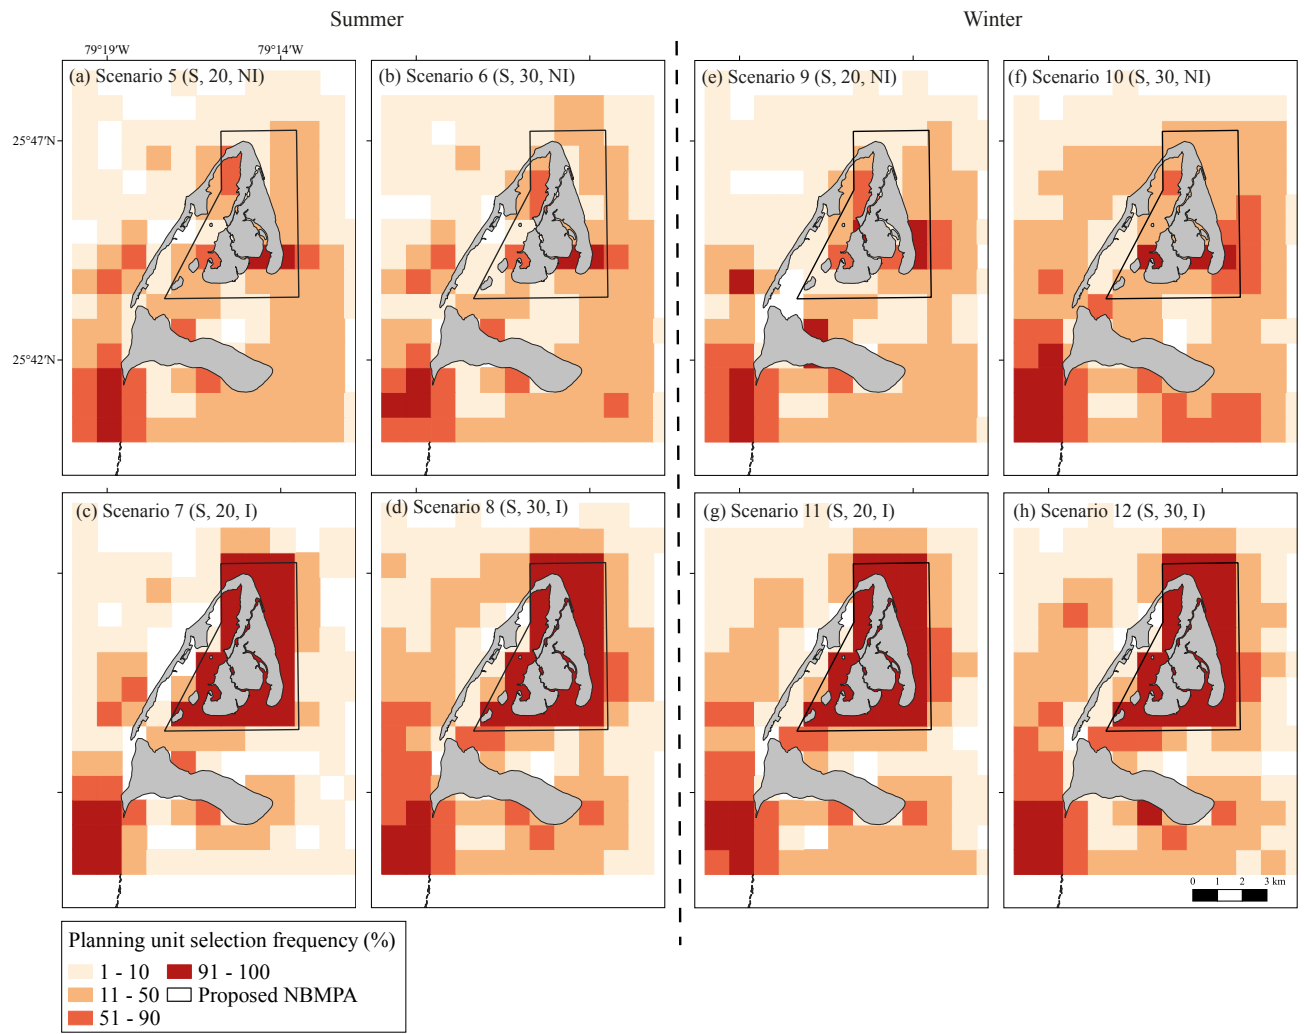 Summer
Winter
79°19'W
79°14'W
(a) Scenario 5 (S, 20, NI)
(b) Scenario 6 (S, 30, NI)
(e) Scenario 9 (S, 20, NI)
(f) Scenario 10 (S, 30, NI)
25°47'N
25°42'N
(c) Scenario 7 (S, 20, I)
(d) Scenario 8 (S, 30, I)
(g) Scenario 11 (S, 20, I)
(h) Scenario 12 (S, 30, I)
0 1 2 3 km
Planning unit selection frequency (%)
1 - 10
91 - 100
11 - 50
Proposed NBMPA
51 - 90